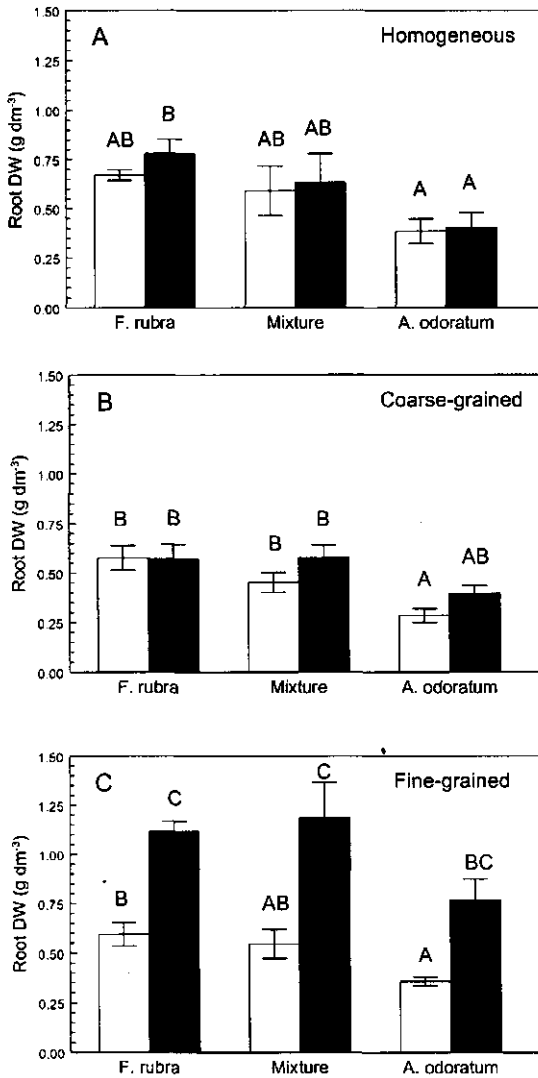 A Homogeneous
Root DW (g dm-3)
1.50
1.25
1.00
0.75
0.50
0.25
0.00
AB B AB AB A A
F. rubra Mixture A. odoratum
B Coarse-grained
Root DW (g dm-3)
1.50
1.25
1.00
0.75
0.50
0.25
0.00
B B B B A AB
F. rubra Mixture A. odoratum
C Fine-grained
Root DW (g dm-3)
1.50
1.25
1.00
0.75
0.50
0.25
0.00
B C AB C A BC
F. rubra Mixture A. odoratum